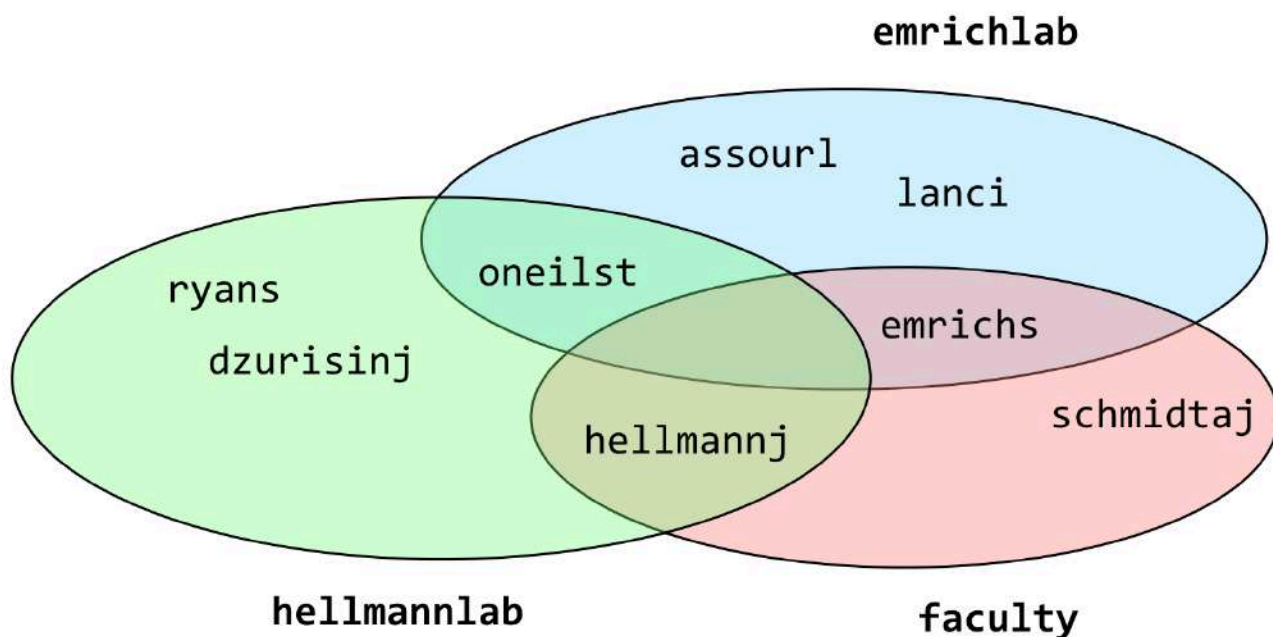 emrichlab
assourl
lanci
oneilst
ryans
emrichs
dzurisinj
schmidtaj
hellmannj
hellmannlab
faculty